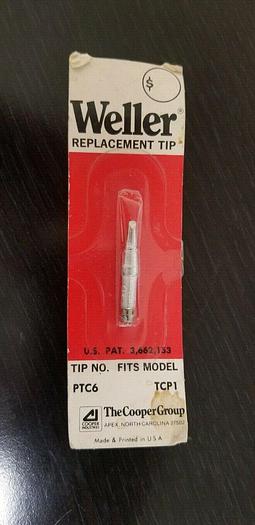 $
Weller®
REPLACEMENT TIP
U.S. PAT. 3,662,133
TIP NO. FITS MODEL
PTC6 TCP1
COOPER INDUSTRIES
The Cooper Group
APEX, NORTH CAROLINA 27502
Made & Printed in U S A